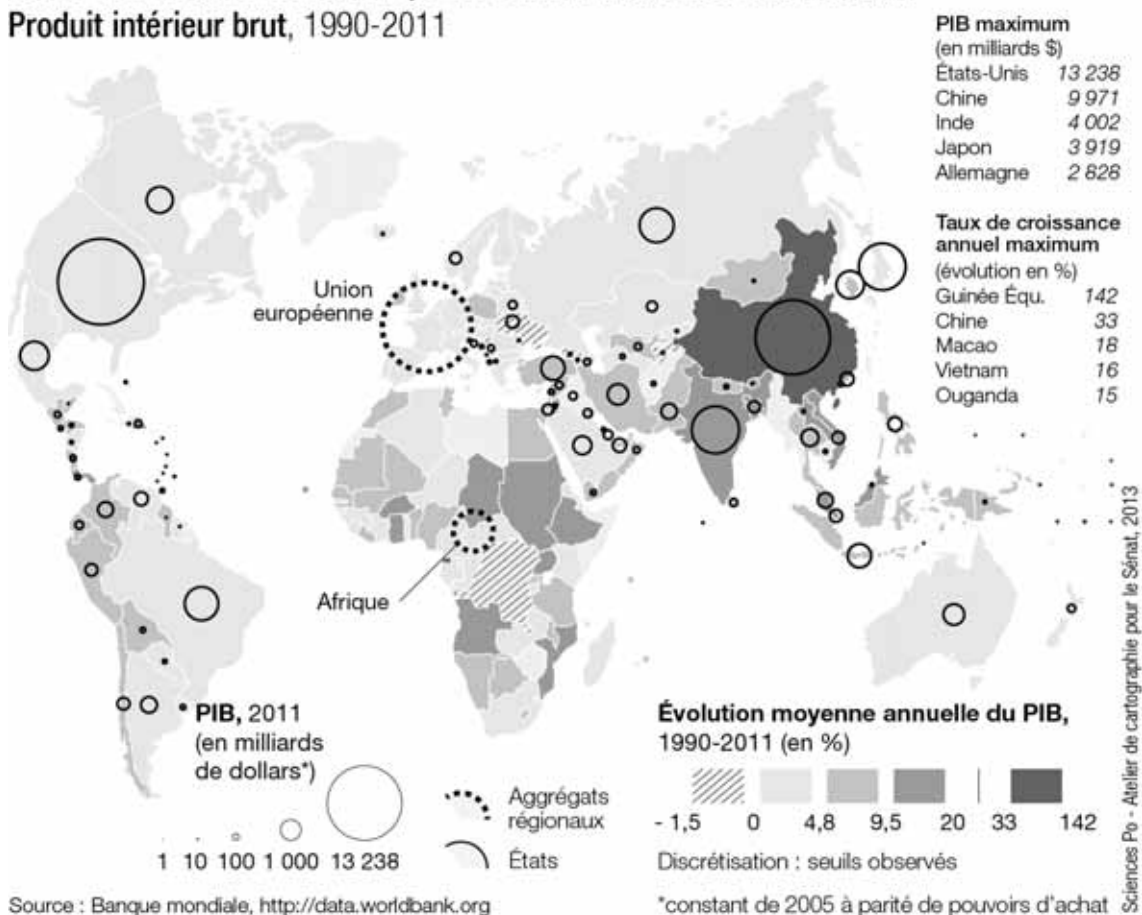 Produit intérieur brut, 1990-2011
PIB maximum
(en milliards $)
États-Unis 13 238
Chine 9 971
Inde 4 002
Japon 3 919
Allemagne 2 828
Taux de croissance
annuel maximum
(évolution en %)
Guinée Équ. 142
Chine 33
Macao 18
Vietnam 16
Ouganda 15
Union
européenne
Afrique
PIB, 2011
(en milliards
de dollars*)
1 10 100 1 000 13 238
Aggrégats
régionaux
États
Évolution moyenne annuelle du PIB,
1990-2011 (en %)
- 1,5 0 4,8 9,5 20 33 142
Discrétisation : seuils observés
Source : Banque mondiale, http://data.worldbank.org
*constant de 2005 à parité de pouvoirs d'achat
Sciences Po - Atelier de cartographie pour le Sénat, 2013